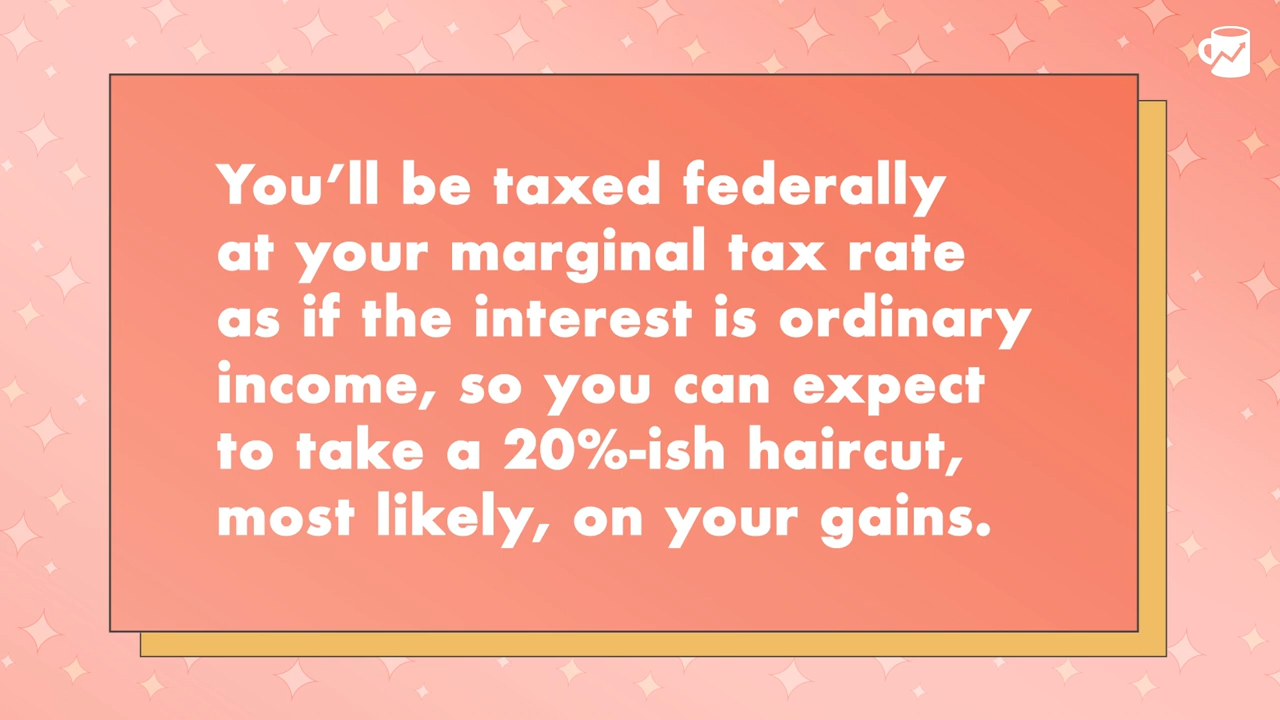 You’ll be taxed federally
at your marginal tax rate
as if the interest is ordinary
income, so you can expect
to take a 20%-ish haircut,
most likely, on your gains.